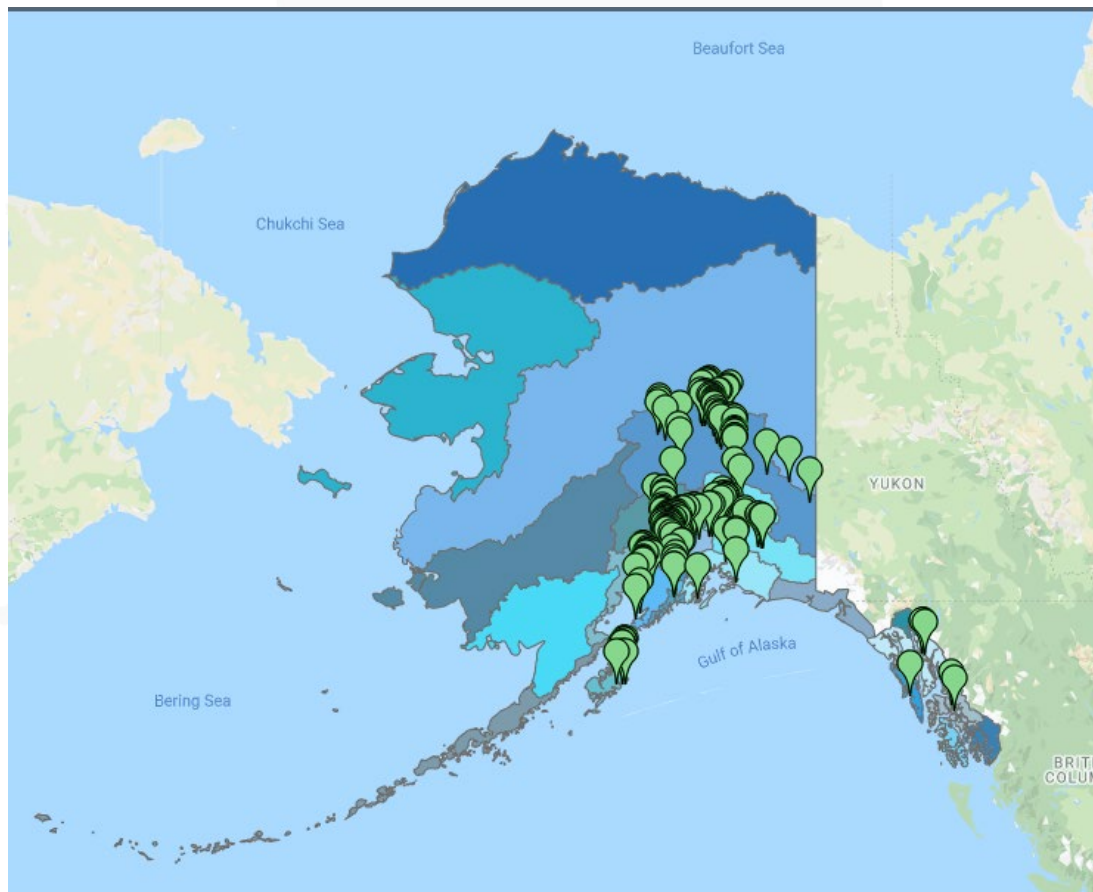 Beaufort Sea
Chukchi Sea
YUKON
Gulf of Alaska
Bering Sea
BRIT
COLUM